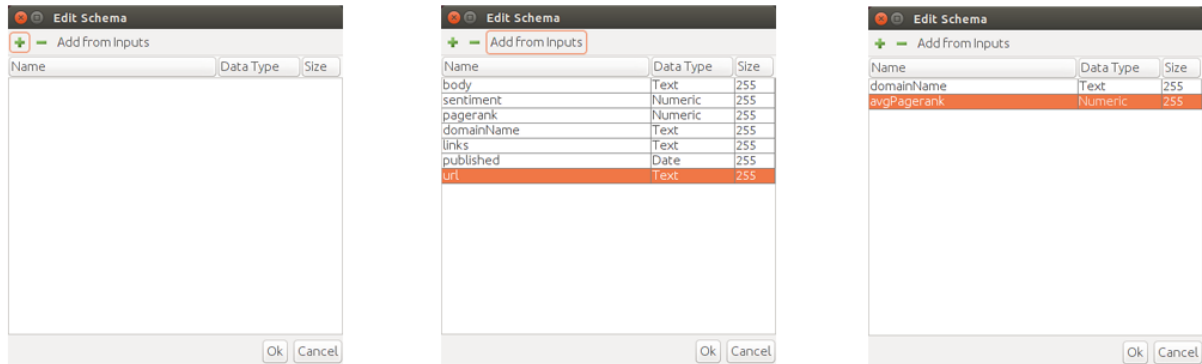 Edit Schema
Add from Inputs
Name Data Type Size
Ok Cancel
Edit Schema
Add from Inputs
Name Data Type Size
body Text 255
sentiment Numeric 255
pagerank Numeric 255
domainName Text 255
links Text 255
published Date 255
url Text 255
Ok Cancel
Edit Schema
Add from Inputs
Name Data Type Size
domainName Text 255
avgPagerank Numeric 255
Ok Cancel